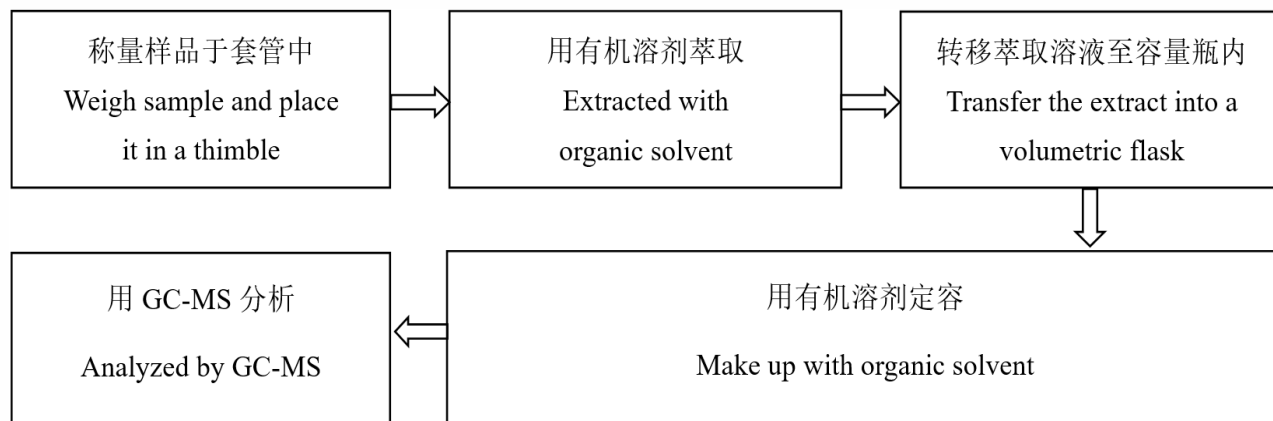 称量样品于套管中
Weigh sample and place
it in a thimble
用有机溶剂萃取
Extracted with
organic solvent
转移萃取溶液至容量瓶内
Transfer the extract into a
volumetric flask
用有机溶剂定容
Make up with organic solvent
用 GC-MS 分析
Analyzed by GC-MS